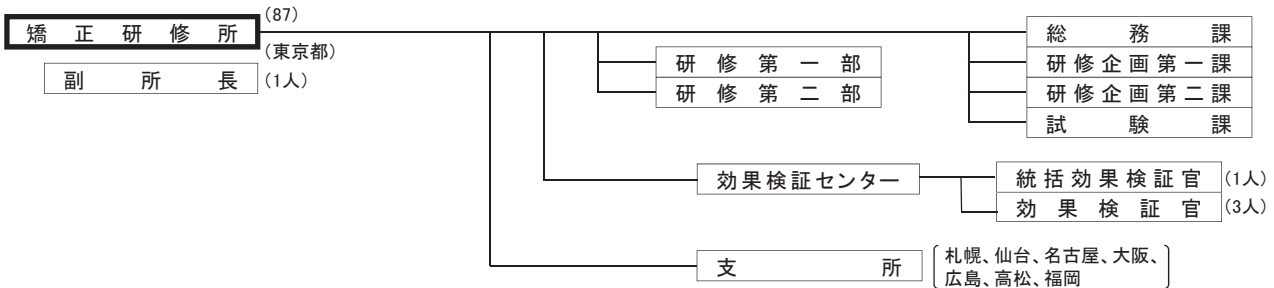 矯正研修所 (87)
(東京都)
副所長 (1人)
総務課
研修第一部 研修企画第一課
研修第二部 研修企画第二課
試験課
効果検証センター 統括効果検証官 (1人)
効果検証官 (3人)
支所 札幌、仙台、名古屋、大阪、
広島、高松、福岡